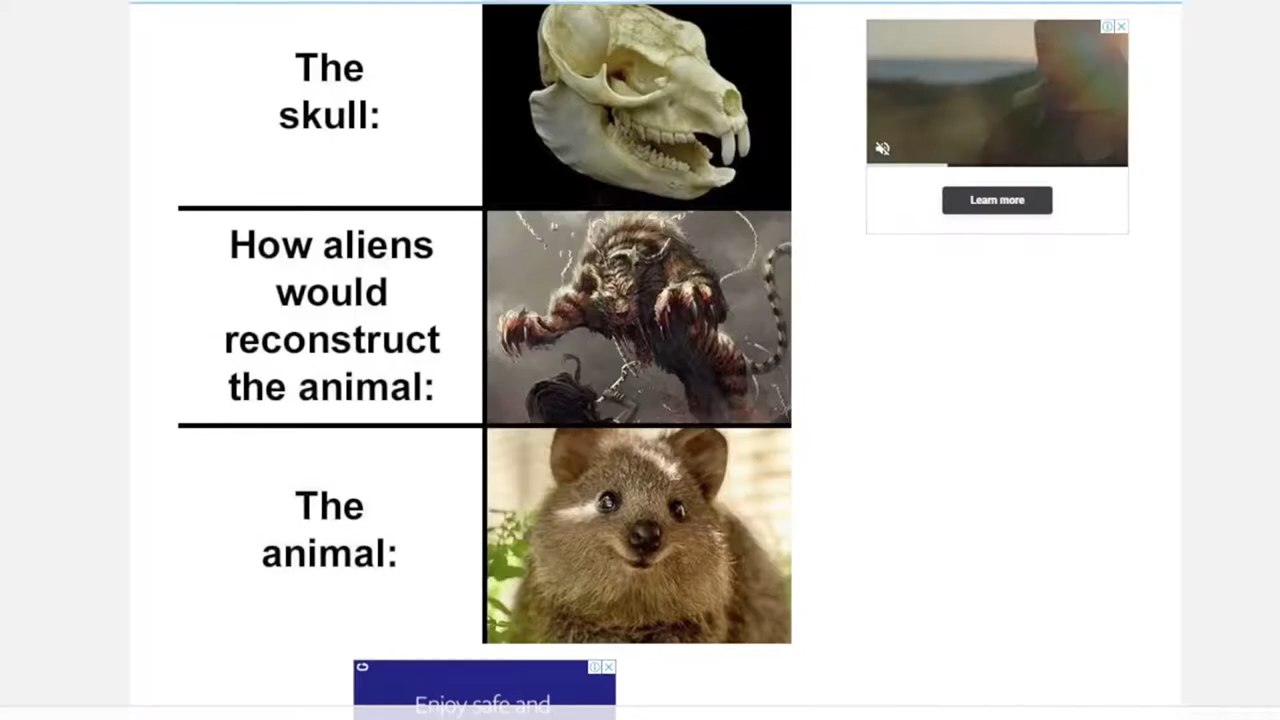 The
skull:
Learn more
How aliens
would
reconstruct
the animal:
The
animal:
Enjoy safe and